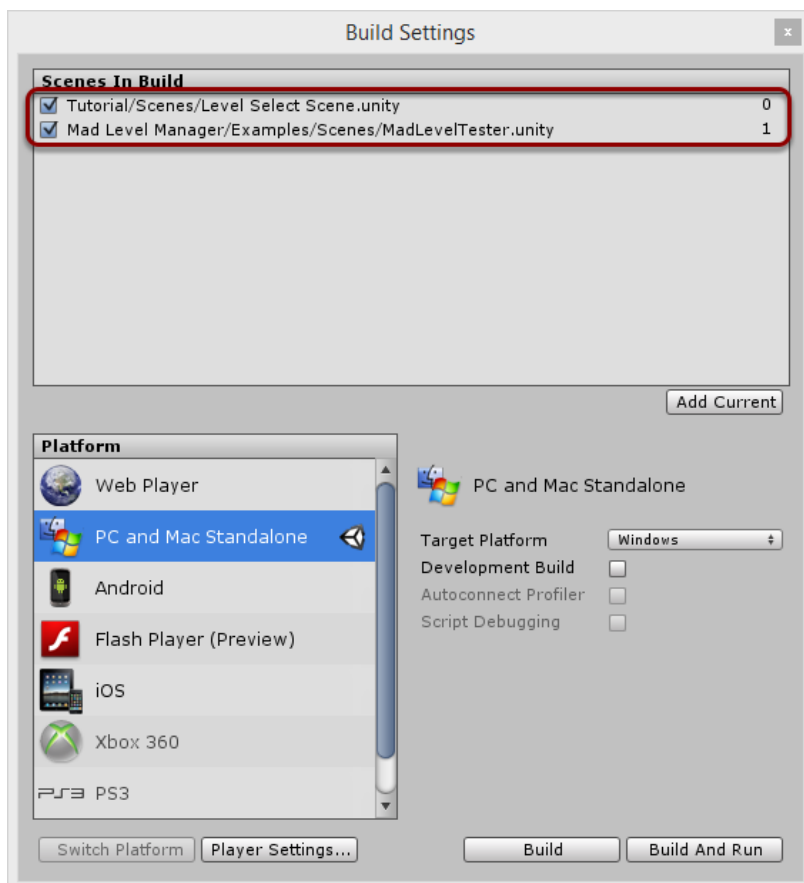 Build Settings
x
Scenes In Build
Tutorial/Scenes/Level Select Scene.unity 0
Mad Level Manager/Examples/Scenes/MadLevelTester.unity 1
Add Current
Platform
Web Player
PC and Mac Standalone
Android
Flash Player (Preview)
iOS
Xbox 360
PS3 PS3
PC and Mac Standalone
Target Platform Windows
Development Build
Autoconnect Profiler
Script Debugging
Switch Platform Player Settings... Build Build And Run